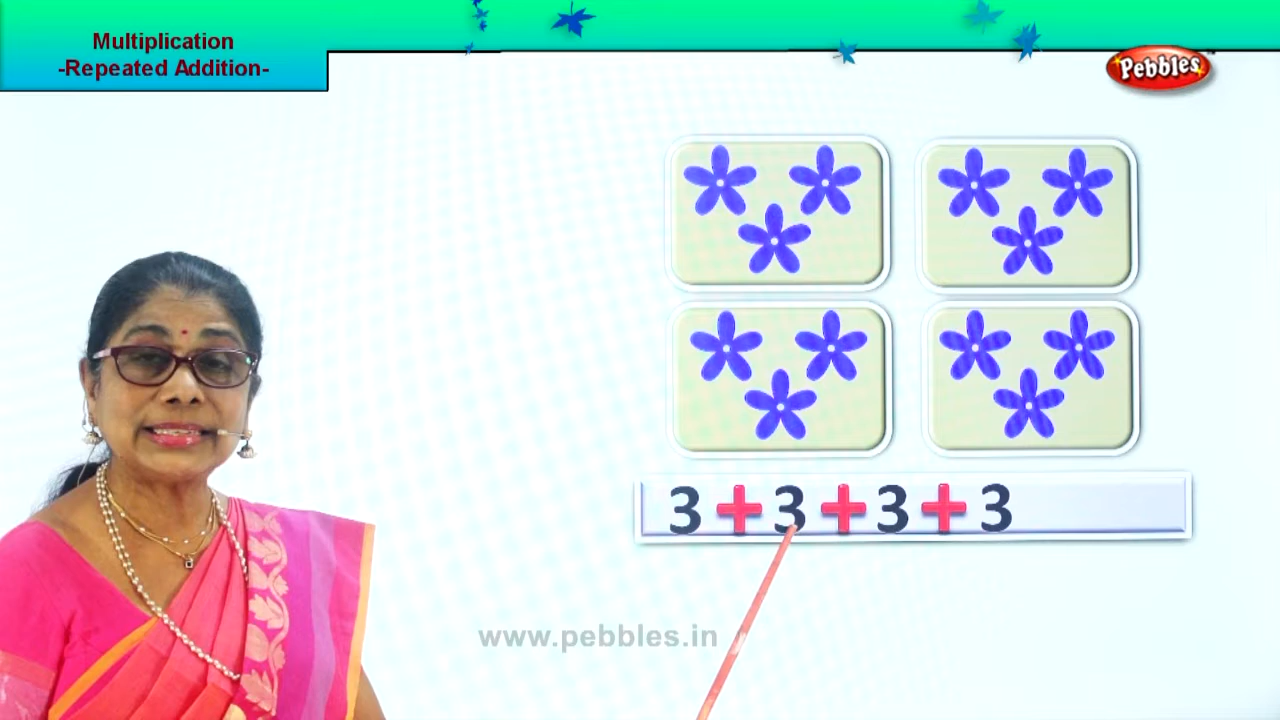 Multiplication
-Repeated Addition-
Pebbles
3 + 3 + 3 + 3
www.pebbles.in